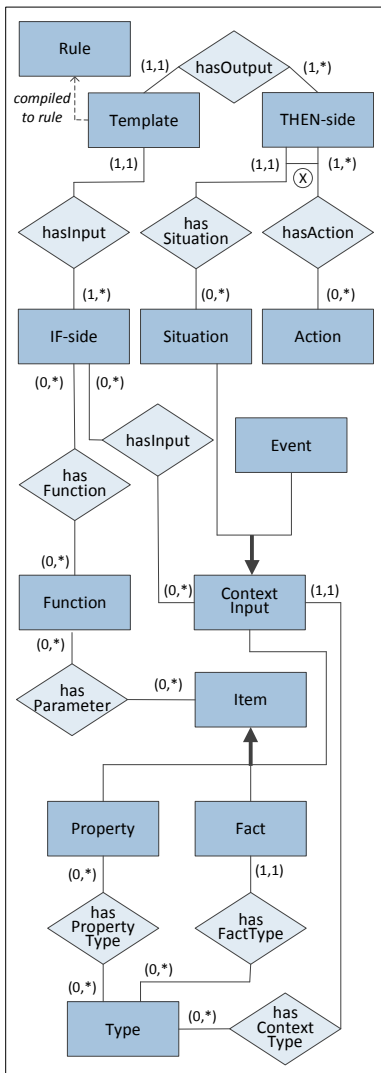 Rule
(1,1)
hasOutput
(1,*)
compiled
to rule
Template
THEN-side
(1,1)
(1,1)
X
(1,*)
hasInput
has
Situation
hasAction
(1,*)
(0,*)
(0,*)
IF-side
Situation
Action
(0,*)
(0,*)
hasInput
Event
has
Function
(0,*)
(0,*)
(1,1)
Function
Context
Input
(0,*)
has
Parameter
(0,*)
Item
Property
Fact
(0,*)
(1,1)
has
Property
Type
has
FactType
(0,*)
(0,*)
Type
(0,*)
has
Context
Type